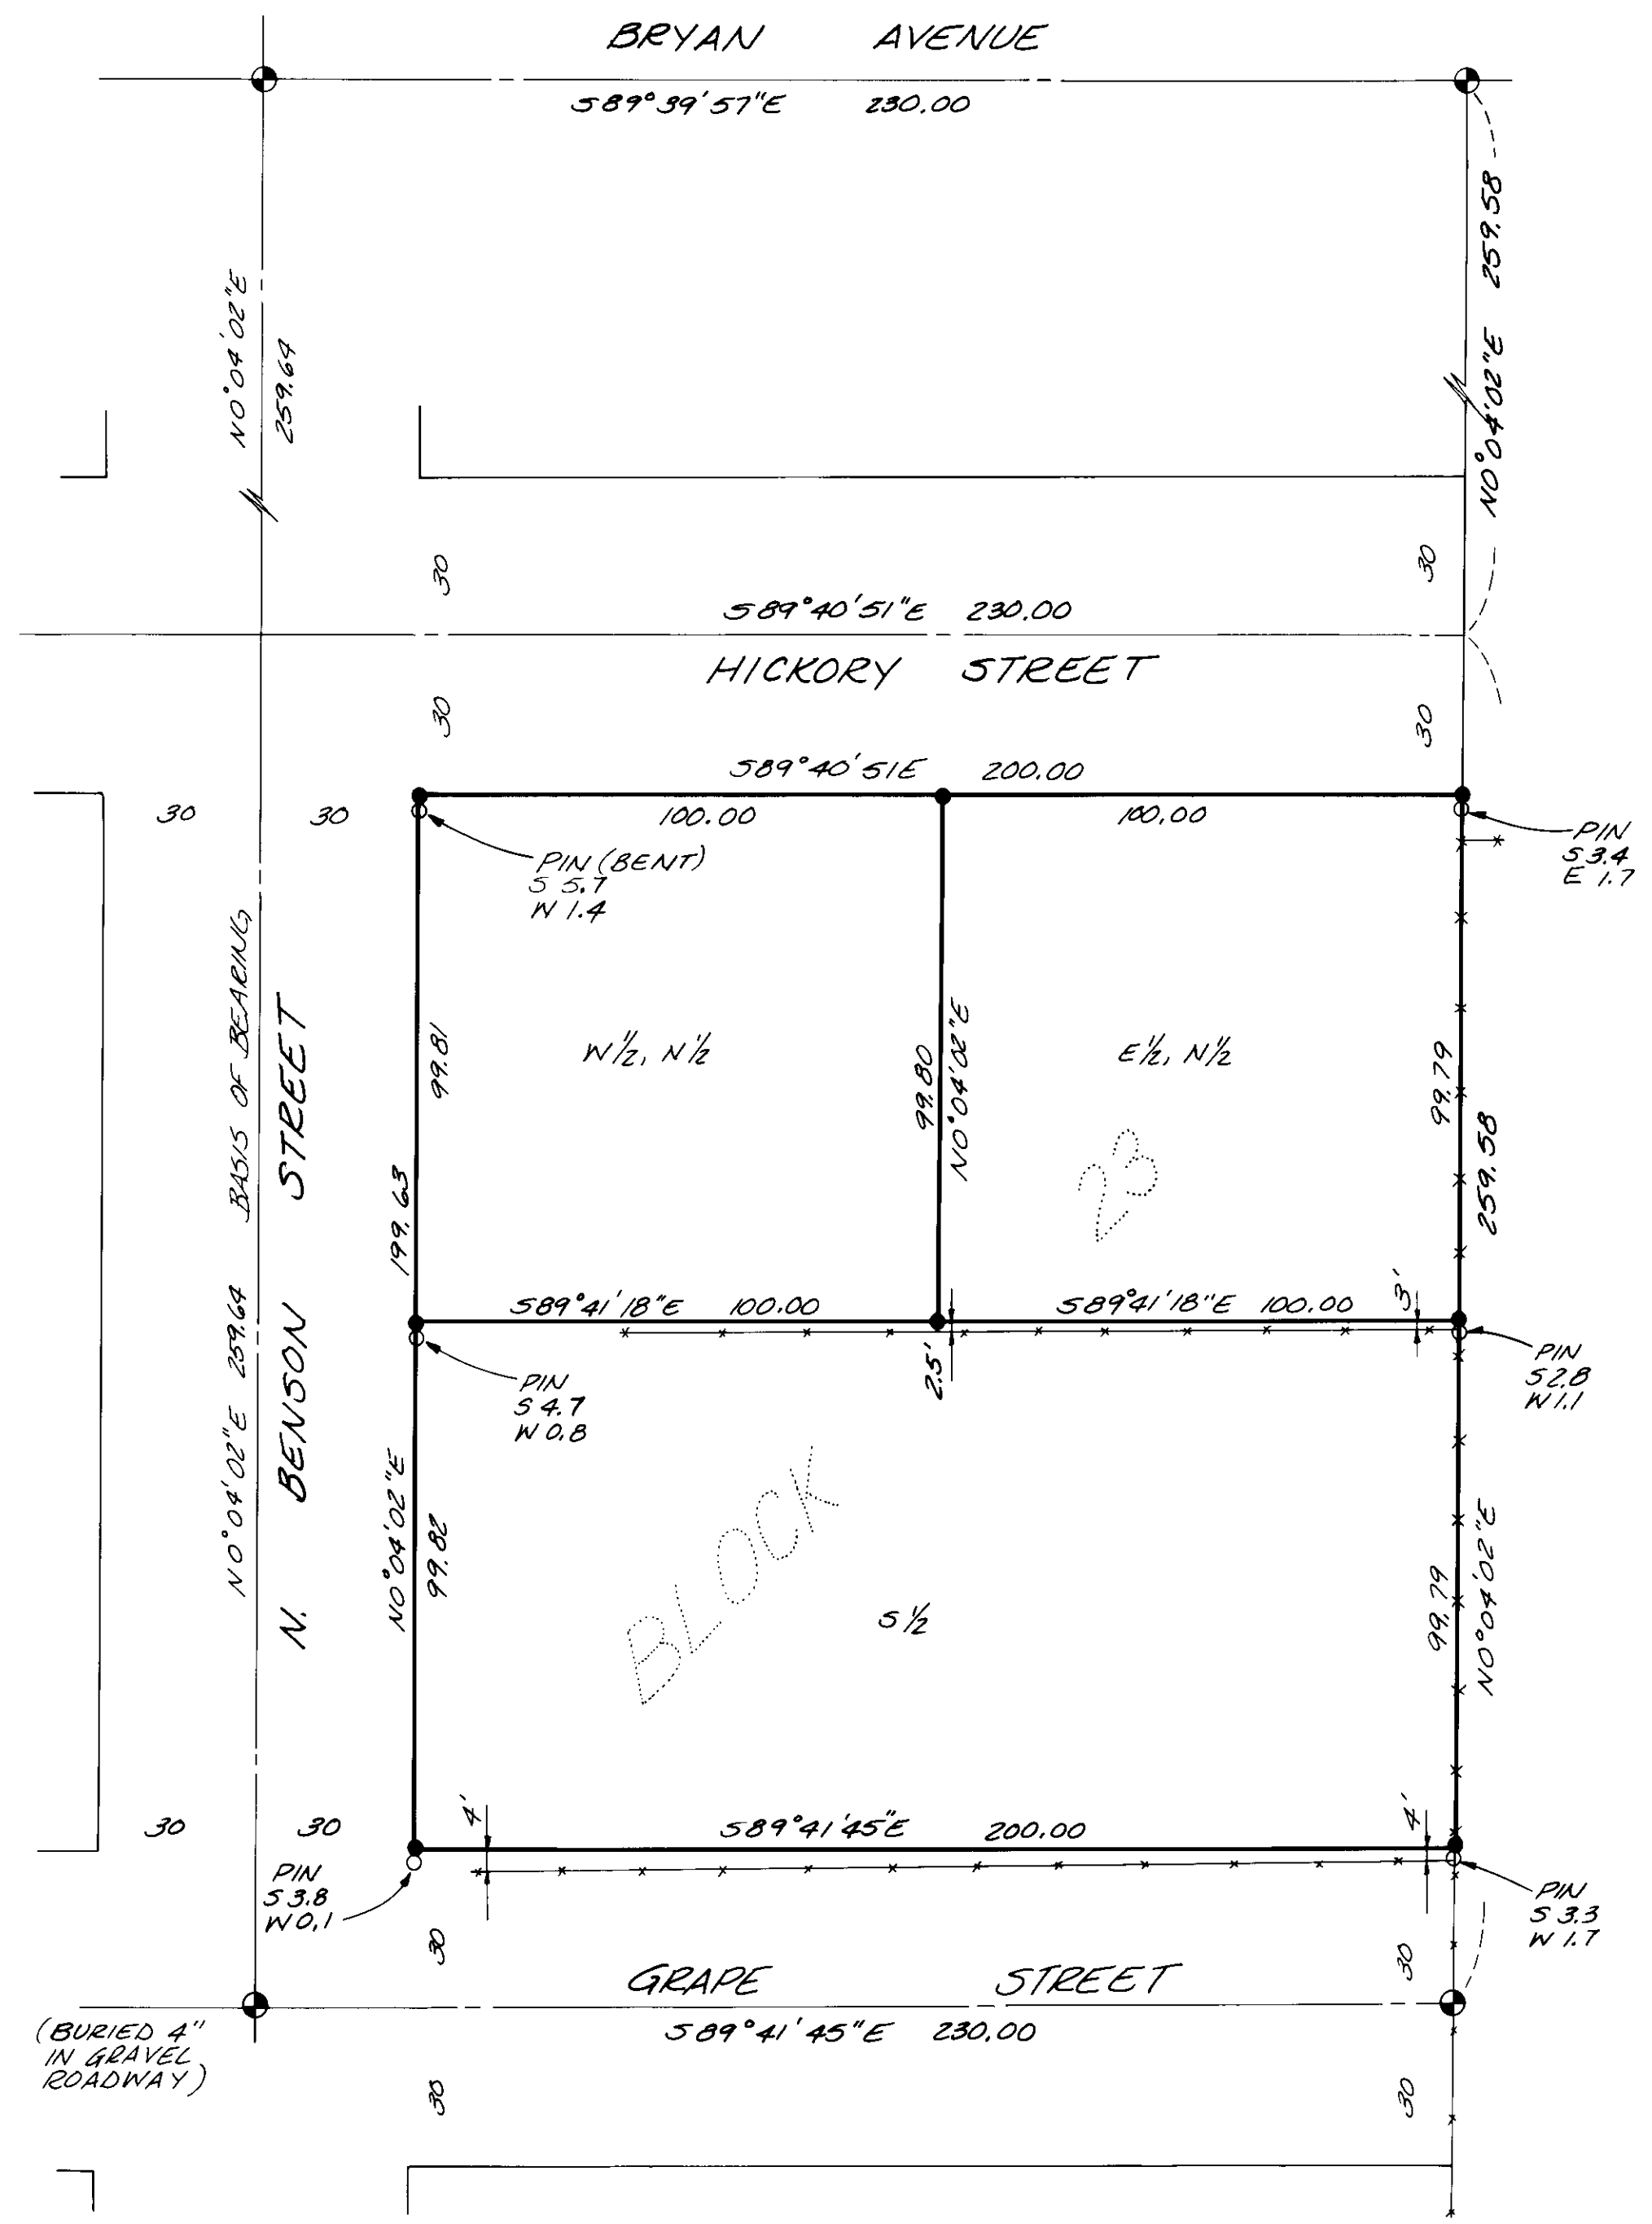 BRYAN AVENUE
S89°39'57"E 230.00
N0°04'02"E
259.64
N0°04'02"E 259.58
30
30
S89°40'51"E 230.00
HICKORY STREET
30
30
S89°40'51E 200.00
30
30
100.00
100.00
PIN (BENT)
S 5.7
W 1.4
PIN
S 3.4
E 1.7
N0°04'02"E 259.64 BASIS OF BEARING
N. BENSON STREET
99.81
W½, N½
99.80
N0°04'02"E
E½, N½
99.79
259.58
23
199.63
S89°41'18"E 100.00
S89°41'18"E 100.00
3'
2.5'
PIN
S 4.7
W 0.8
PIN
S 2.8
W 1.1
N0°04'02"E
99.82
BLOCK
S ½
99.79
N0°04'02"E
30
30
4'
S89°41'45"E 200.00
4'
PIN
S 3.8
W 0.1
PIN
S 3.3
W 1.7
30
30
GRAPE STREET
S89°41'45"E 230.00
(BURIED 4"
IN GRAVEL
ROADWAY)
30
30